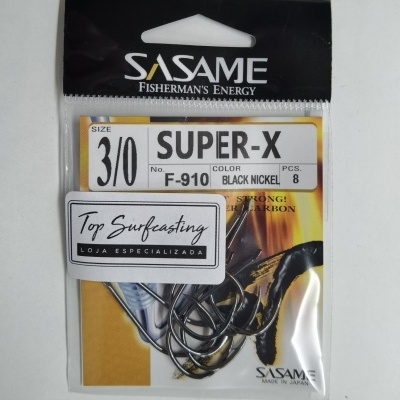 SASAME
FISHERMAN'S ENERGY
SIZE
3/0
SUPER-X
No. F-910 COLOR BLACK NICKEL PCS. 8
STRONG!
CARBON
Top Surfcasting
LOJA ESPECIALIZADA
SASAME
MADE IN JAPAN